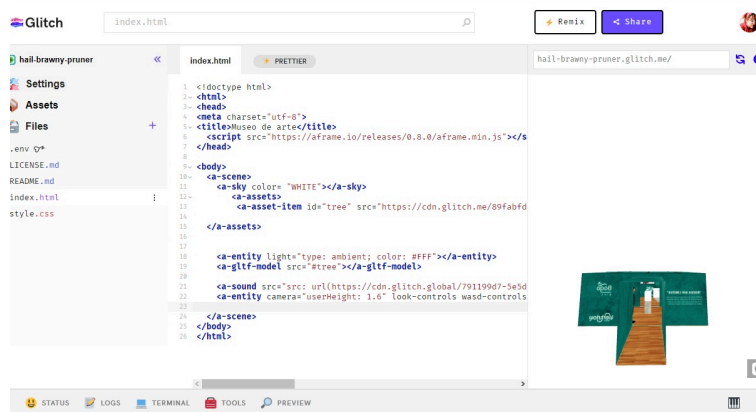 Glitch
index.html
Remix
Share
hail-brawny-pruner
«
index.html
PRETTIER
hail-brawny-pruner.glitch.me/
Settings
Assets
Files +
.env
LICENSE.md
README.md
index.html
style.css
1 <!doctype html>
2 <html>
3 <head>
4 <meta charset="utf-8">
5 <title>Museo de arte</title>
6 <script src="https://aframe.io/releases/0.8.0/aframe.min.js"></s
7 </head>
8
9 <body>
10 <a-scene>
11 <a-sky color= "WHITE"></a-sky>
12 <a-assets>
13 <a-asset-item id="tree" src="https://cdn.glitch.me/89fabfd
14
15 </a-assets>
16
17
18 <a-entity light="type: ambient; color: #FFF"></a-entity>
19 <a-gltf-model src="#tree"></a-gltf-model>
20
21 <a-sound src="src: url(https://cdn.glitch.global/791199d7-5e5d
22 <a-entity camera="userHeight: 1.6" look-controls wasd-controls
23
24 </a-scene>
25 </body>
26 </html>
STATUS
LOGS
TERMINAL
TOOLS
PREVIEW